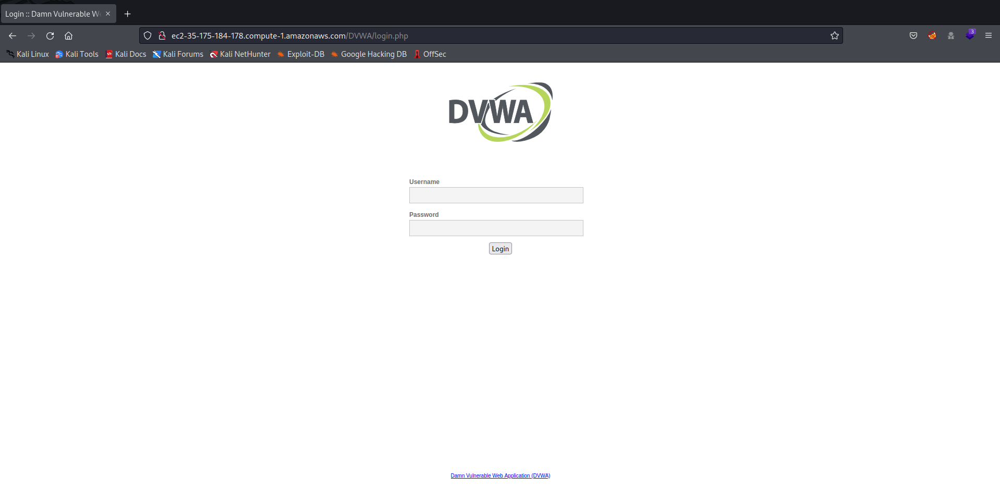 Login :: Damn Vulnerable We
ec2-35-175-184-178.compute-1.amazonaws.com/DVWA/login.php
3
Kali Linux Kali Tools Kali Docs Kali Forums Kali NetHunter Exploit-DB Google Hacking DB OffSec
DVWA
Username
Password
Login
Damn Vulnerable Web Application (DVWA)